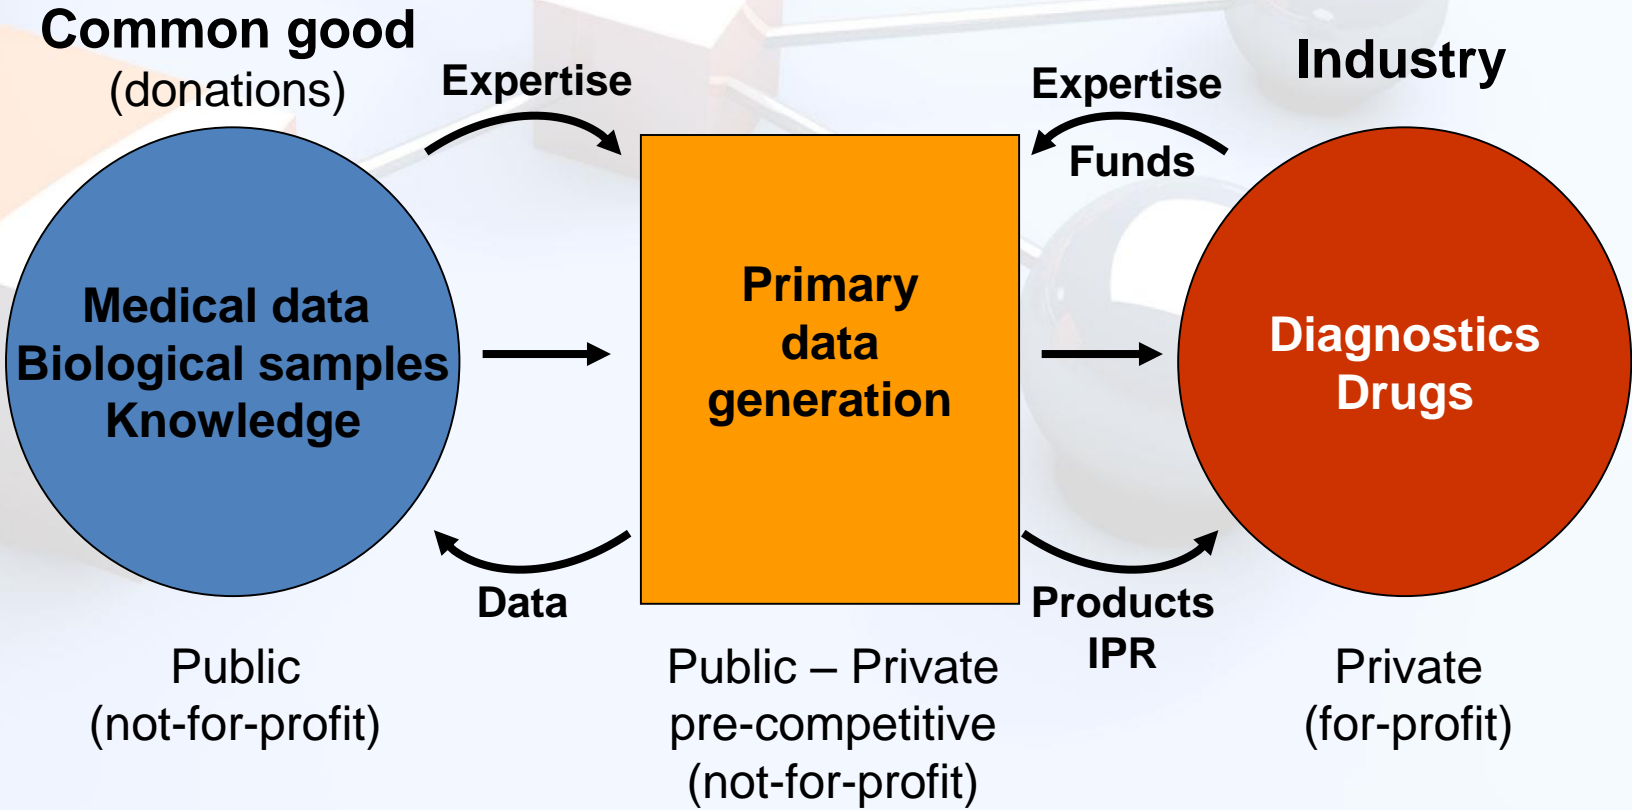 Common good
(donations)
Expertise
Expertise
Funds
Industry
Medical data
Biological samples
Knowledge
Primary
data
generation
Diagnostics
Drugs
Data
Products
IPR
Public
(not-for-profit)
Public – Private
pre-competitive
(not-for-profit)
Private
(for-profit)